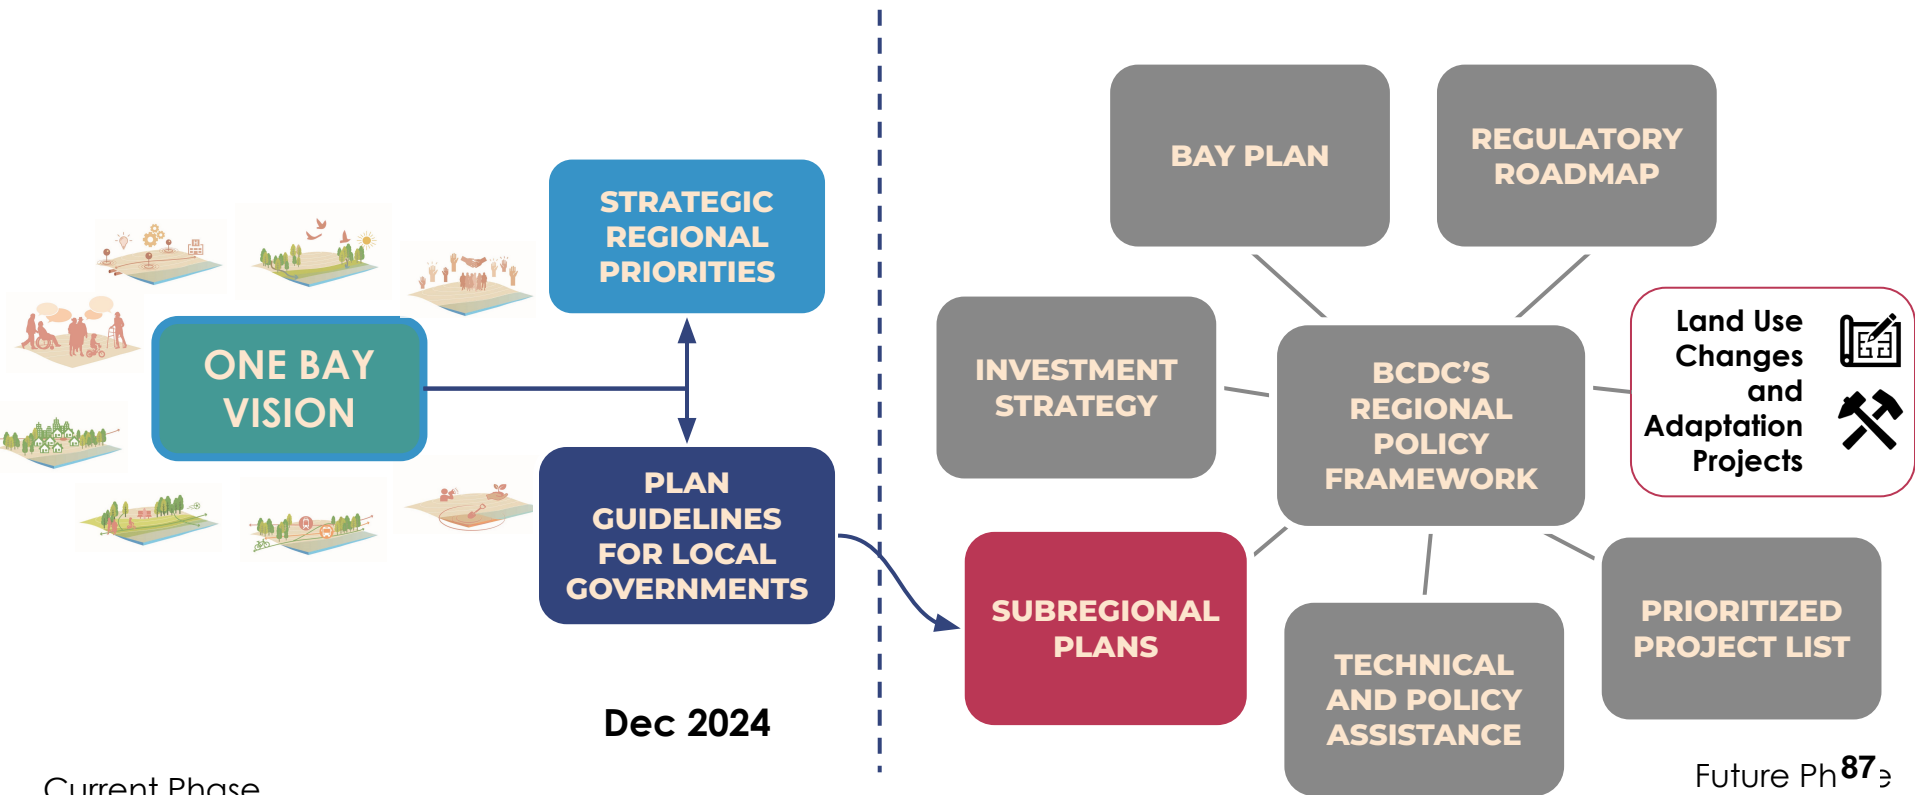 STRATEGIC
REGIONAL
PRIORITIES
ONE BAY
VISION
PLAN
GUIDELINES
FOR LOCAL
GOVERNMENTS
Dec 2024
Current Phase
BAY PLAN
REGULATORY
ROADMAP
INVESTMENT
STRATEGY
BCDC'S
REGIONAL
POLICY
FRAMEWORK
Land Use
Changes
and
Adaptation
Projects
SUBREGIONAL
PLANS
TECHNICAL
AND POLICY
ASSISTANCE
PRIORITIZED
PROJECT LIST
Future
87